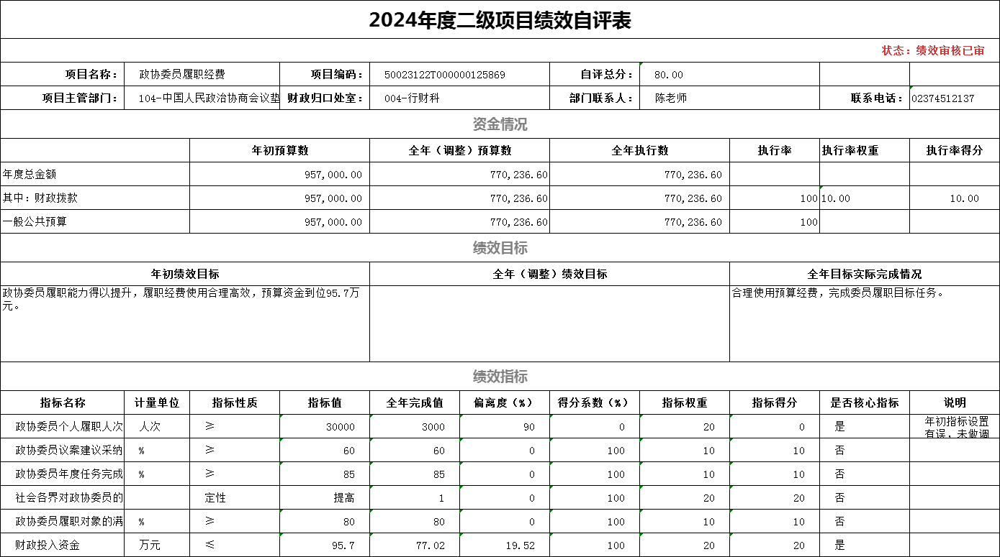 2024年度二级项目绩效自评表
状态：绩效审核已审
项目名称： 政协委员履职经费 项目编码： 50023122T000000125869 自评总分： 80.00
项目主管部门： 104-中国人民政治协商会议垫 财政归口处室： 004-行财科 部门联系人： 陈老师 联系电话： 02374512137
资金情况
年初预算数 全年（调整）预算数 全年执行数 执行率 执行率权重 执行率得分
年度总金额 957,000.00 770,236.60 770,236.60
其中：财政拨款 957,000.00 770,236.60 770,236.60 100 10.00 10.00
一般公共预算 957,000.00 770,236.60 770,236.60 100
绩效目标
年初绩效目标 全年（调整）绩效目标 全年目标实际完成情况
政协委员履职能力得以提升，履职经费使用合理高效，预算资金到位95.7万 合理使用预算经费，完成委员履职目标任务。
元。
绩效指标
指标名称 计量单位 指标性质 指标值 全年完成值 偏离度（%） 得分系数（%） 指标权重 指标得分 是否核心指标 说明
政协委员个人履职人次 人次 ≥ 30000 3000 90 0 20 0 是 年初指标设置
有误，未做调
政协委员议案建议采纳 % ≥ 60 60 0 100 10 10 否
政协委员年度任务完成 % ≥ 85 85 0 100 10 10 否
社会各界对政协委员的 定性 提高 1 0 100 20 20 否
政协委员履职对象的满 % ≥ 80 80 0 100 10 10 否
财政投入资金 万元 ≤ 95.7 77.02 19.52 100 20 20 是